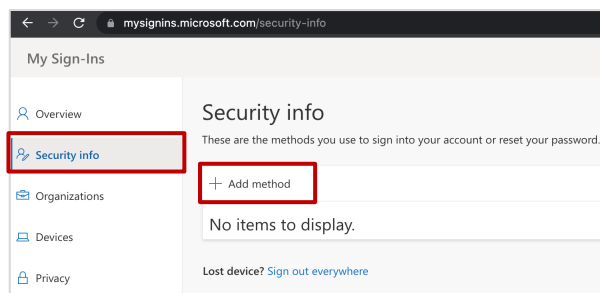 mysignins.microsoft.com/security-info
My Sign-Ins
Overview
Security info
Organizations
Devices
Privacy
Security info
These are the methods you use to sign into your account or reset your password.
+ Add method
No items to display.
Lost device? Sign out everywhere